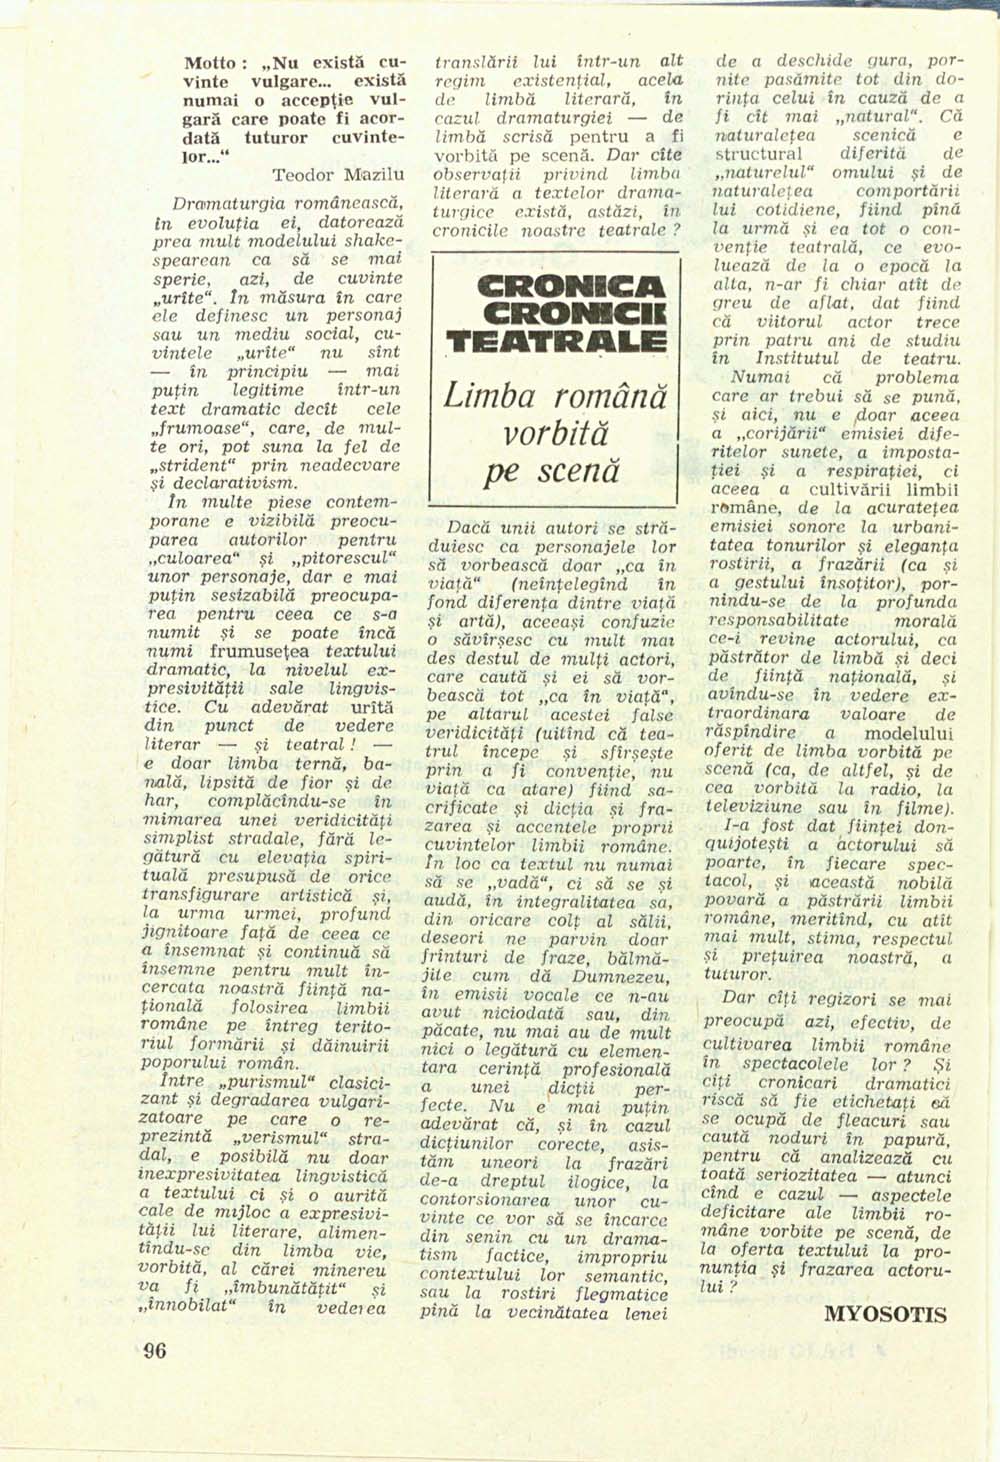 Motto : „Nu există cu-
vinte vulgare... există
numai o accepție vul-
gară care poate fi acor-
dată tuturor cuvinte-
lor...“
Teodor Mazilu
Dramaturgia românească,
în evoluția ei, datorează
prea mult modelului shake-
spearean ca să se mai
sperie, azi, de cuvinte
„urîte“. În măsura în care
ele definesc un personaj
sau un mediu social, cu-
vintele „urîte“ nu sînt
— în principiu — mai
puțin legitime într-un
text dramatic decît cele
„frumoase“, care, de mul-
te ori, pot suna la fel de
„strident“ prin neadecvare
și declarativism.
În multe piese contem-
porane e vizibilă preocu-
parea autorilor pentru
„culoarea“ și „pitorescul“
unor personaje, dar e mai
puțin sesizabilă preocupa-
rea pentru ceea ce s-a
numit și se poate încă
numi frumusețea textului
dramatic, la nivelul ex-
presivității sale lingvis-
tice. Cu adevărat urîtă
din punct de vedere
literar — și teatral ! —
e doar limba ternă, ba-
nală, lipsită de fior și de
har, complăcîndu-se în
mimarea unei veridicități
simplist stradale, fără le-
gătură cu elevația spiri-
tuală presupusă de orice
transfigurare artistică și,
la urma urmei, profund
jignitoare față de ceea ce
a însemnat și continuă să
însemne pentru mult în-
cercata noastră ființă na-
țională folosirea limbii
române pe întreg terito-
riul formării și dăinuirii
poporului român.
Între „purismul“ clasici-
zant și degradarea vulgari-
zatoare pe care o re-
prezintă „verismul“ stra-
dal, e posibilă nu doar
inexpresivitatea lingvistică
a textului ci și o aurită
cale de mijloc a expresivi-
tății lui literare, alimen-
tîndu-se din limba vie,
vorbită, al cărei minereu
va fi „îmbunătățit“ și
„înnobilat“ în vederea
translării lui într-un alt
regim existențial, acela
de limbă literară, în
cazul dramaturgiei — de
limbă scrisă pentru a fi
vorbită pe scenă. Dar cîte
observații privind limba
literară a textelor drama-
turgice există, astăzi, în
cronicile noastre teatrale ?
CRONICA
CRONICII
TEATRALE
Limba română
vorbită
pe scenă
Dacă unii autori se stră-
duiesc ca personajele lor
să vorbească doar „ca în
viață“ (neînțelegînd în
fond diferența dintre viață
și artă), aceeași confuzie
o săvîrșesc cu mult mai
des destul de mulți actori,
care caută și ei să vor-
bească tot „ca în viață“,
pe altarul acestei false
veridicități (uitînd că tea-
trul începe și sfîrșește
prin a fi convenție, nu
viață ca atare) fiind sa-
crificate și dicția și fra-
zarea și accentele proprii
cuvintelor limbii române.
În loc ca textul nu numai
să se „vadă“, ci să se și
audă, în integralitatea sa,
din oricare colț al sălii,
deseori ne parvin doar
frînturi de fraze, bălmă-
jite cum dă Dumnezeu,
în emisii vocale ce n-au
avut niciodată sau, din
păcate, nu mai au de mult
nici o legătură cu elemen-
tara cerință profesională
a unei dicții per-
fecte. Nu e mai puțin
adevărat că, și în cazul
dicțiunilor corecte, asis-
tăm uneori la frazări
de-a dreptul ilogice, la
contorsionarea unor cu-
vinte ce vor să se încarce
din senin cu un drama-
tism factice, impropriu
contextului lor semantic,
sau la rostiri flegmatice
pînă la vecinătatea lenei
de a deschide gura, por-
nite pasămite tot din do-
rința celui în cauză de a
fi cît mai „natural“. Că
naturalețea scenică e
structural diferită de
„naturelul“ omului și de
naturalețea comportării
lui cotidiene, fiind pînă
la urmă și ea tot o con-
venție teatrală, ce evo-
luează de la o epocă la
alta, n-ar fi chiar atît de
greu de aflat, dat fiind
că viitorul actor trece
prin patru ani de studiu
în Institutul de teatru.
Numai că problema
care ar trebui să se pună,
și aici, nu e doar aceea
a „corijării“ emisiei dife-
ritelor sunete, a imposta-
ției și a respirației, ci
aceea a cultivării limbii
române, de la acuratețea
emisiei sonore la urbani-
tatea tonurilor și eleganța
rostirii, a frazării (ca și
a gestului însoțitor), por-
nindu-se de la profunda
responsabilitate morală
ce-i revine actorului, ca
păstrător de limbă și deci
de ființă națională, și
avîndu-se în vedere ex-
traordinara valoare de
răspîndire a modelului
oferit de limba vorbită pe
scenă (ca, de altfel, și de
cea vorbită la radio, la
televiziune sau în filme).
I-a fost dat ființei don-
quijotești a actorului să
poarte, în fiecare spec-
tacol, și această nobilă
povară a păstrării limbii
române, meritînd, cu atît
mai mult, stima, respectul
și prețuirea noastră, a
tuturor.
Dar cîți regizori se mai
preocupă azi, efectiv, de
cultivarea limbii române
în spectacolele lor ? Și
cîți cronicari dramatici
riscă să fie etichetați că
se ocupă de fleacuri sau
caută noduri în papură,
pentru că analizează cu
toată seriozitatea — atunci
cînd e cazul — aspectele
deficitare ale limbii ro-
mâne vorbite pe scenă, de
la oferta textului la pro-
nunția și frazarea actoru-
lui ?
MYOSOTIS
96